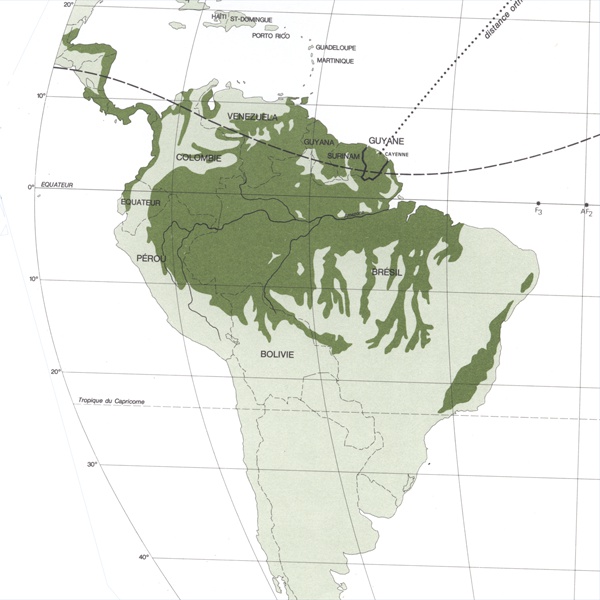 20°
HAÏTI ST-DOMINGUE
PORTO RICO
GUADELOUPE
MARTINIQUE
distance orth
10°
VENEZUELA
GUYANA
GUYANE
SURINAM
CAYENNE
COLOMBIE
0° EQUATEUR
EQUATEUR
F3
AF2
PÉROU
10°
BRÉSIL
BOLIVIE
20°
Tropique du Capricorne
30°
40°